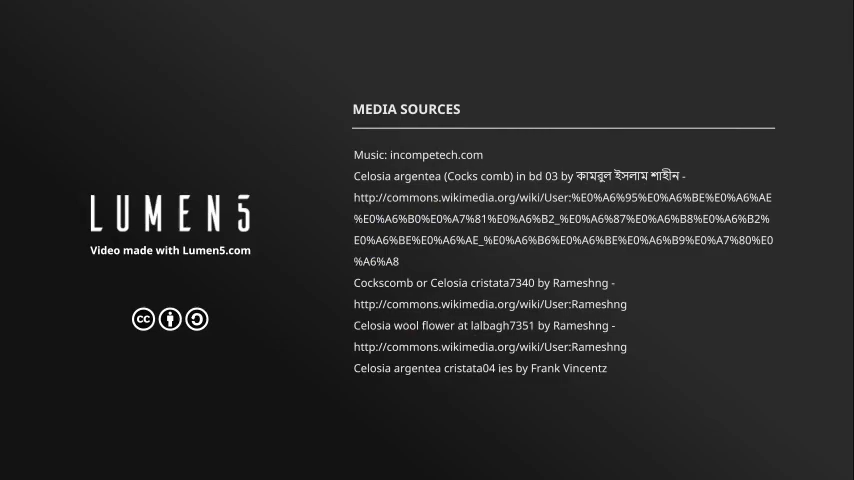 LUMEN5
Video made with Lumen5.com
cc
MEDIA SOURCES
Music: incompetech.com
Celosia argentea (Cocks comb) in bd 03 by কামরুল ইসলাম শাহীন -
http://commons.wikimedia.org/wiki/User:%E0%A6%95%E0%A6%BE%E0%A6%AE
%E0%A6%B0%E0%A7%81%E0%A6%B2_%E0%A6%87%E0%A6%B8%E0%A6%B2%
E0%A6%BE%E0%A6%AE_%E0%A6%B6%E0%A6%BE%E0%A6%B9%E0%A7%80%E0
%A6%A8
Cockscomb or Celosia cristata7340 by Rameshng -
http://commons.wikimedia.org/wiki/User:Rameshng
Celosia wool flower at lalbagh7351 by Rameshng -
http://commons.wikimedia.org/wiki/User:Rameshng
Celosia argentea cristata04 ies by Frank Vincentz